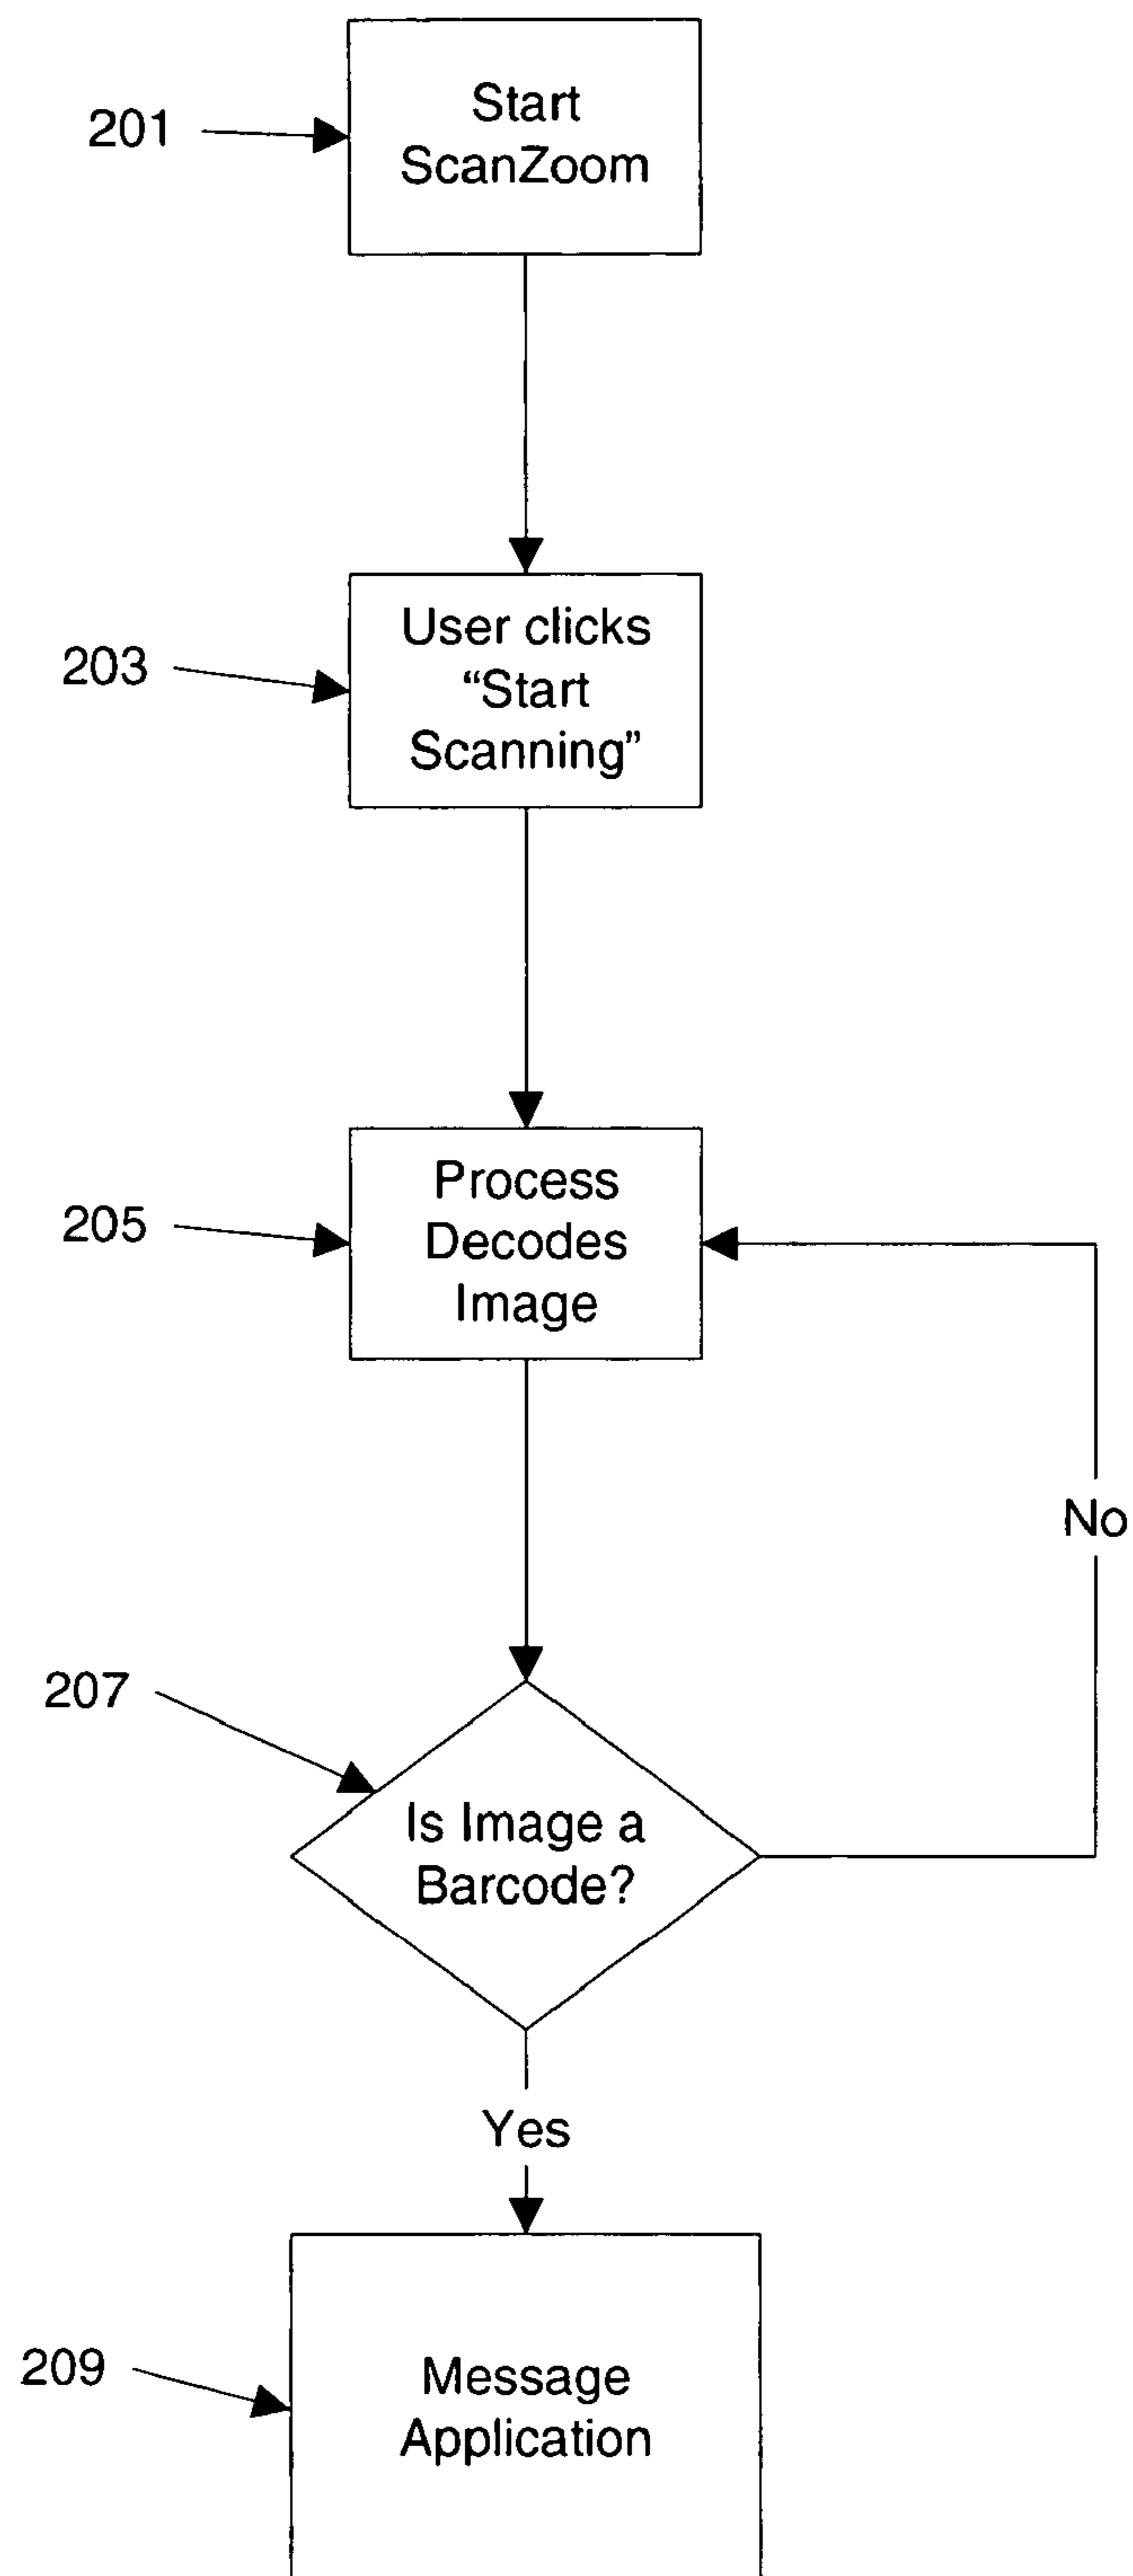 201
Start
ScanZoom
203
User clicks
“Start
Scanning”
205
Process
Decodes
Image
No
207
Is Image a
Barcode?
Yes
209
Message
Application